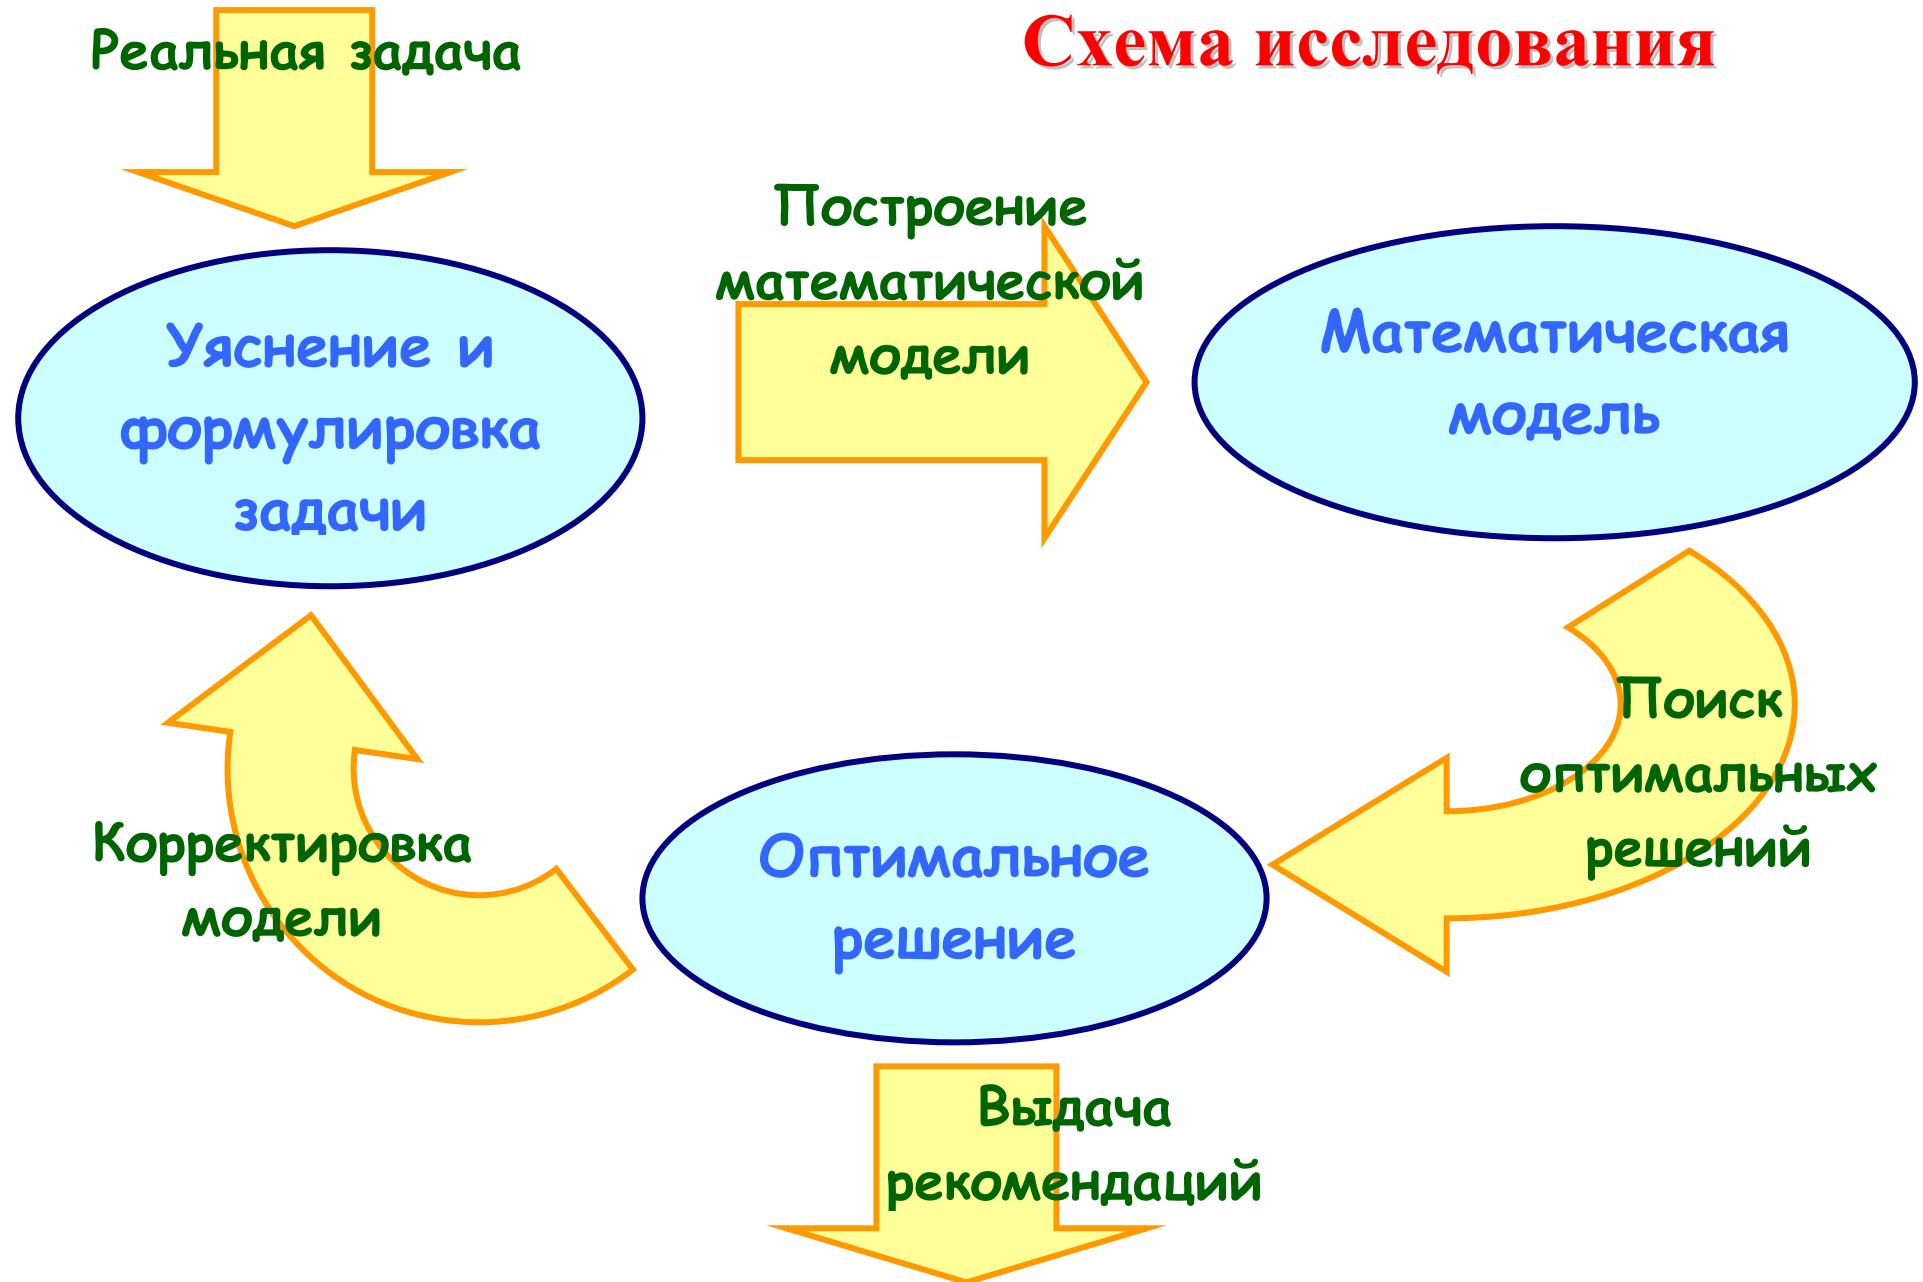 Схема исследования
Реальная задача
Уяснение и
формулировка
задачи
Построение
математической
модели
Математическая
модель
Поиск
оптимальных
решений
Оптимальное
решение
Корректировка
модели
Выдача
рекомендаций